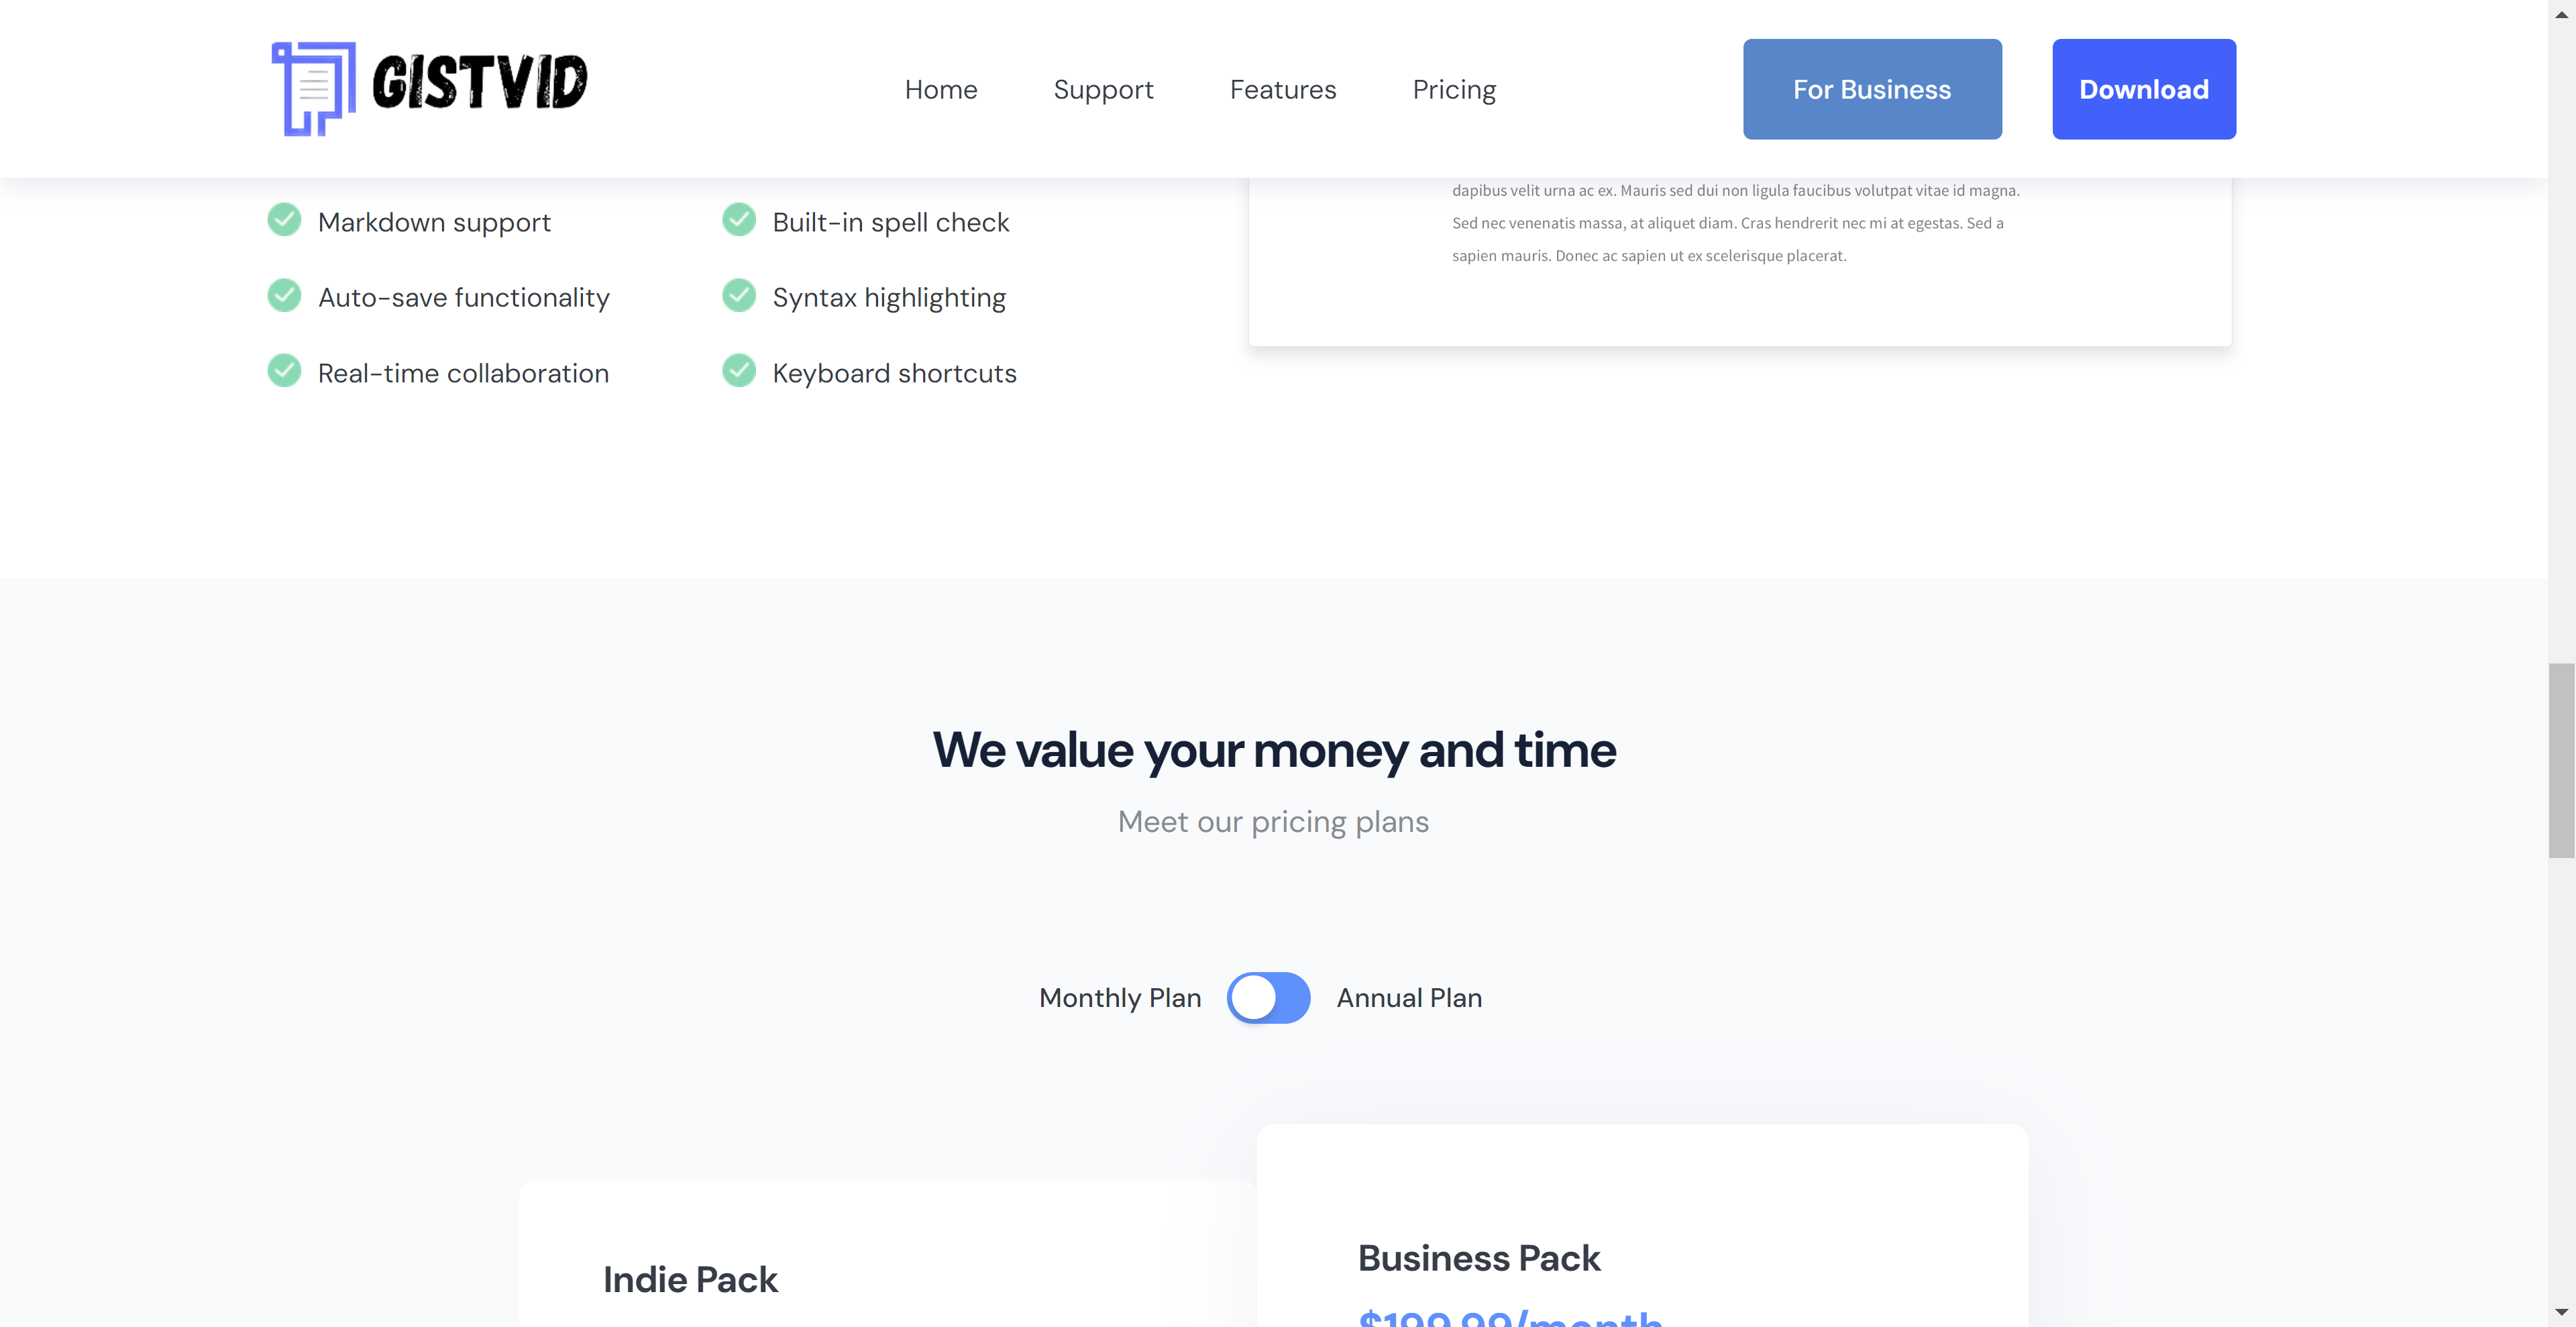 GISTVID
Home
Support
Features
Pricing
For Business
Download
Markdown support
Built-in spell check
Auto-save functionality
Syntax highlighting
Real-time collaboration
Keyboard shortcuts
dapibus velit urna ac ex. Mauris sed dui non ligula faucibus volutpat vitae id magna.
Sed nec venenatis massa, at aliquet diam. Cras hendrerit nec mi at egestas. Sed a
sapien mauris. Donec ac sapien ut ex scelerisque placerat.
We value your money and time
Meet our pricing plans
Monthly Plan
Annual Plan
Indie Pack
Business Pack
$199.99/month